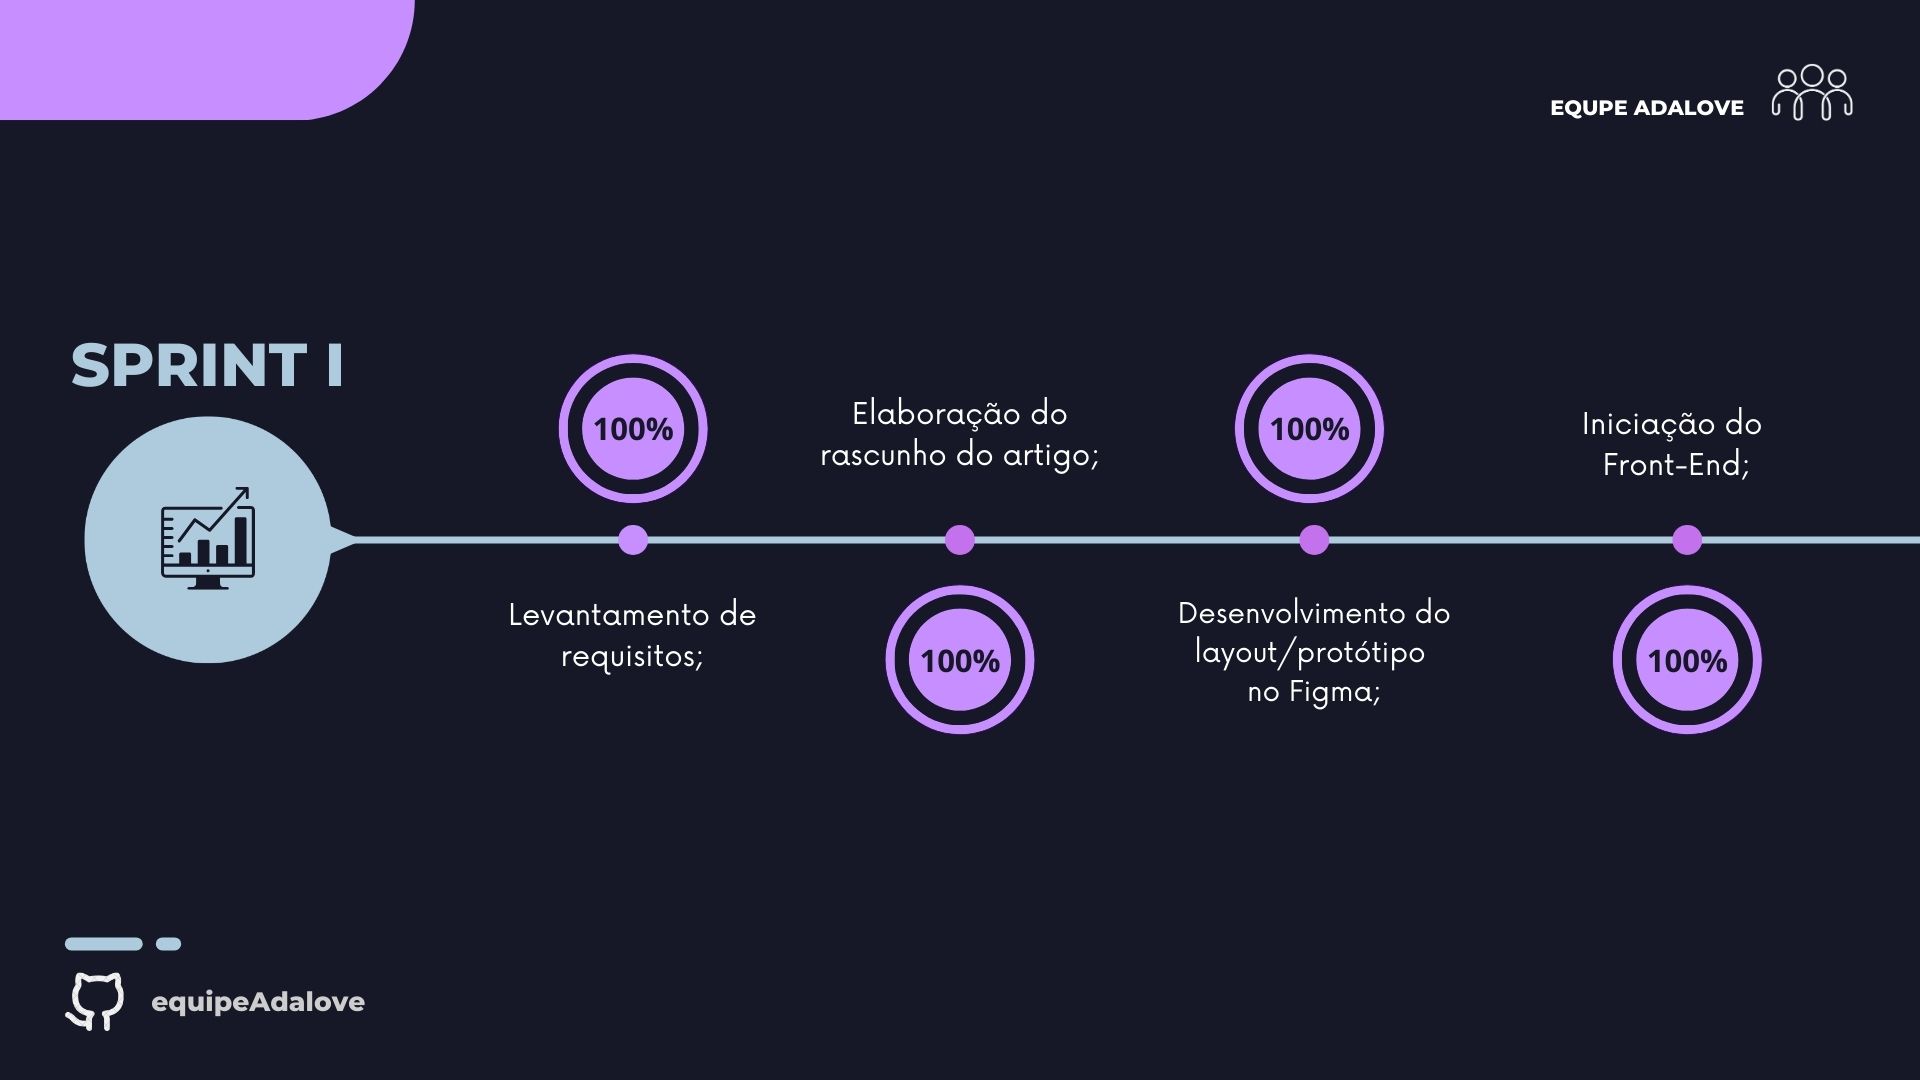 EQUPE ADALOVE
SPRINT I
100%
Levantamento de
requisitos;
Elaboração do
rascunho do artigo;
100%
100%
Desenvolvimento do
layout/protótipo
no Figma;
Iniciação do
Front-End;
100%
equipeAdalove